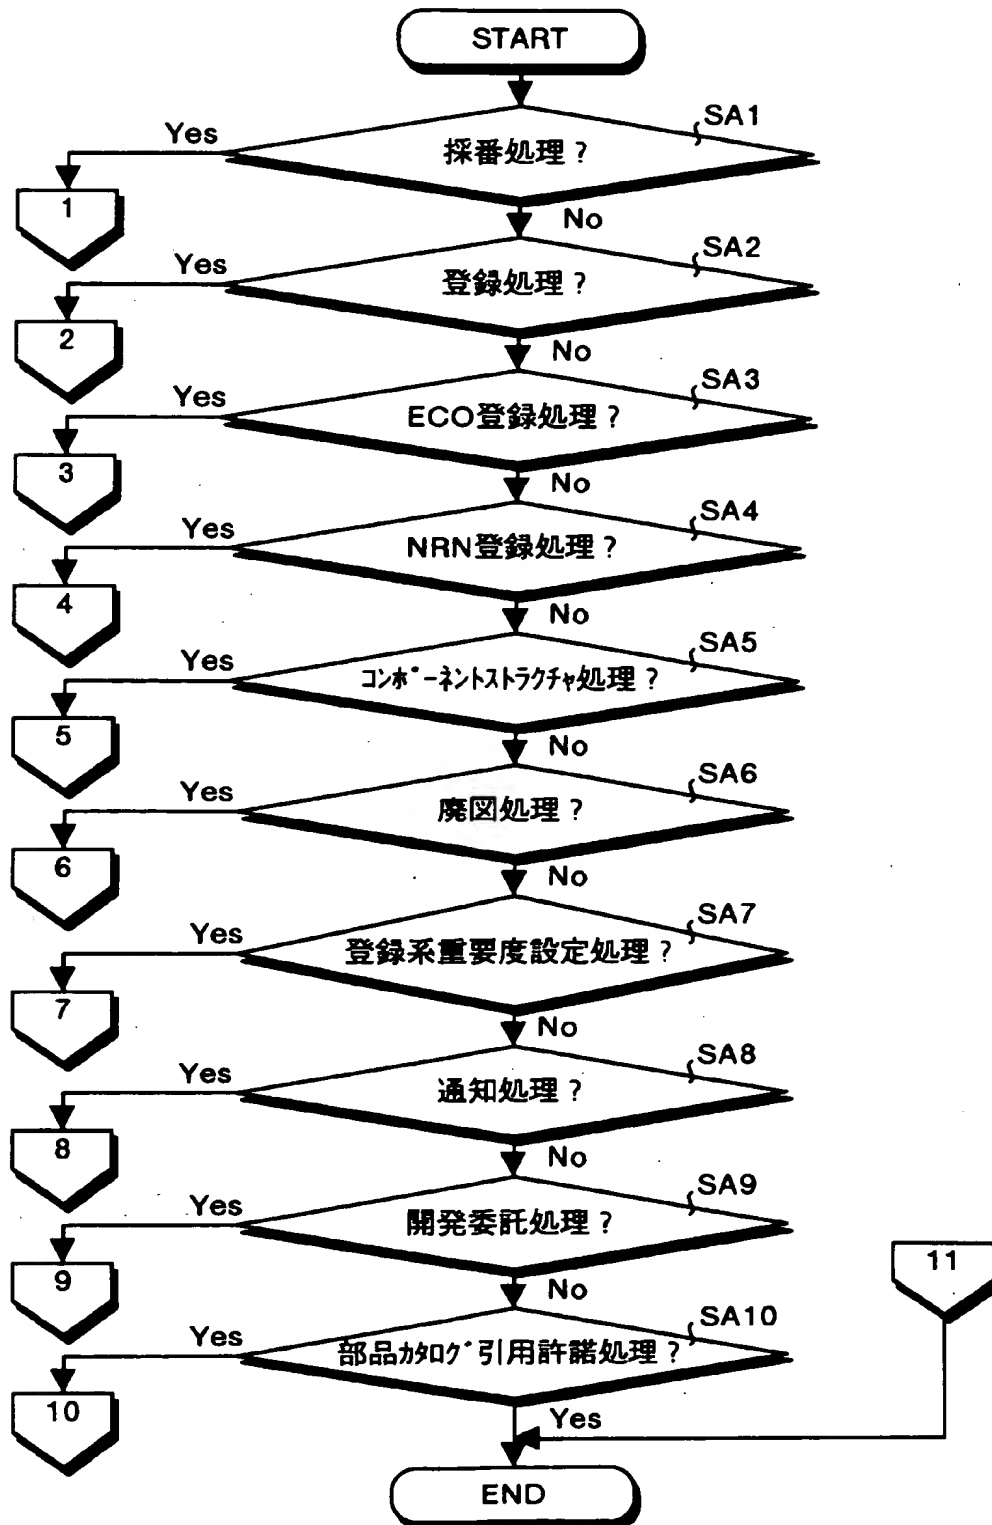 START
SA1
Yes
採番処理?
1
No
SA2
Yes
登録処理?
2
No
SA3
Yes
ECO登録処理?
3
No
SA4
Yes
NRN登録処理?
4
No
SA5
Yes
コンポーネントストラクチャ処理?
5
No
SA6
Yes
廃図処理?
6
No
SA7
Yes
登録系重要度設定処理?
7
No
SA8
Yes
通知処理?
8
No
SA9
Yes
開発委託処理?
9
11
No
SA10
Yes
部品カタログ引用許諾処理?
10
Yes
END